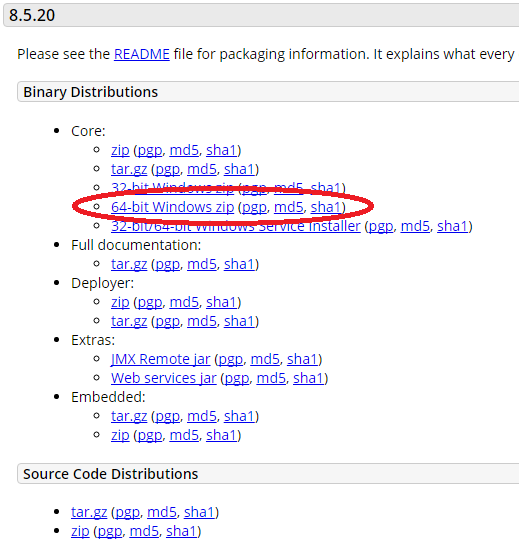 8.5.20
Please see the README file for packaging information. It explains what every
Binary Distributions
Core:
zip (pgp, md5, sha1)
tar.gz (pgp, md5, sha1)
32-bit Windows zip (pgp, md5, sha1)
64-bit Windows zip (pgp, md5, sha1)
32-bit/64-bit Windows Service Installer (pgp, md5, sha1)
Full documentation:
tar.gz (pgp, md5, sha1)
Deployer:
zip (pgp, md5, sha1)
tar.gz (pgp, md5, sha1)
Extras:
JMX Remote jar (pgp, md5, sha1)
Web services jar (pgp, md5, sha1)
Embedded:
tar.gz (pgp, md5, sha1)
zip (pgp, md5, sha1)
Source Code Distributions
tar.gz (pgp, md5, sha1)
zip (pgp, md5, sha1)